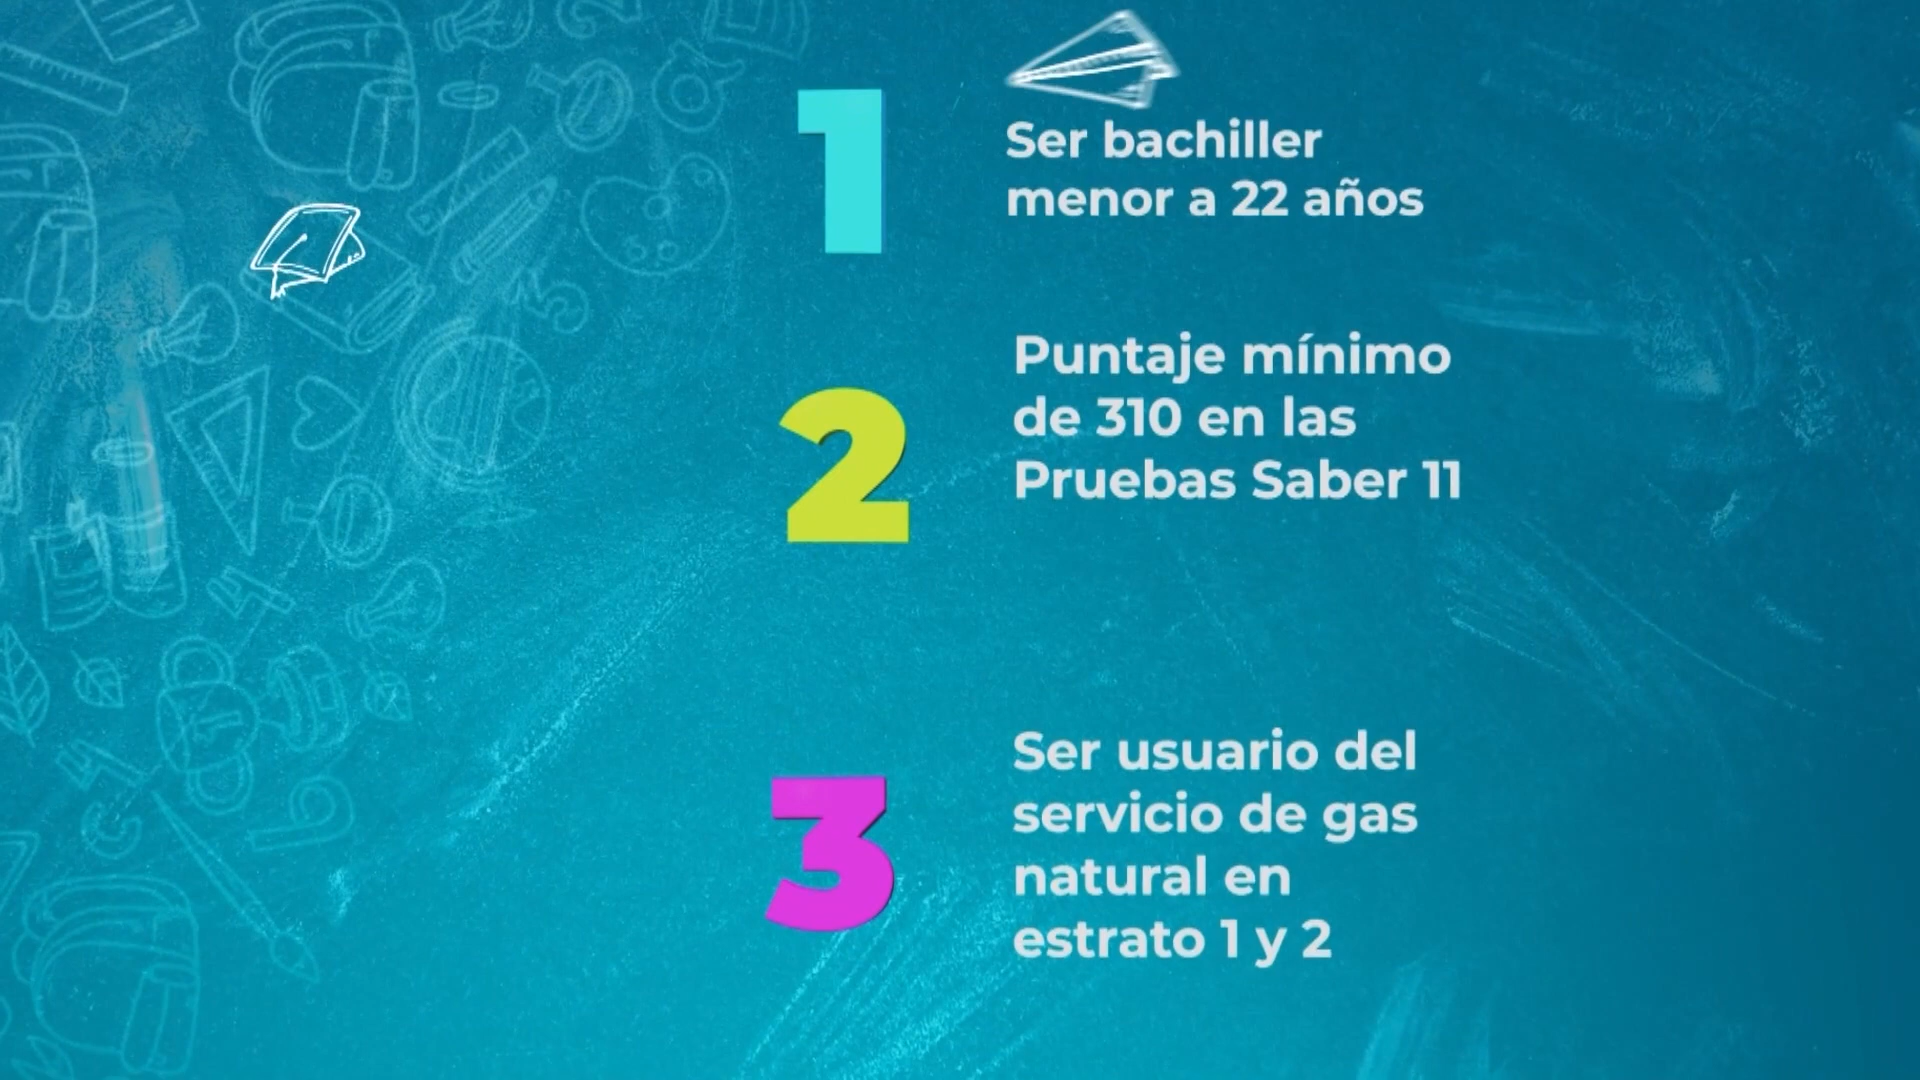 1
Ser bachiller
menor a 22 años
2
Puntaje mínimo
de 310 en las
Pruebas Saber 11
3
Ser usuario del
servicio de gas
natural en
estrato 1 y 2